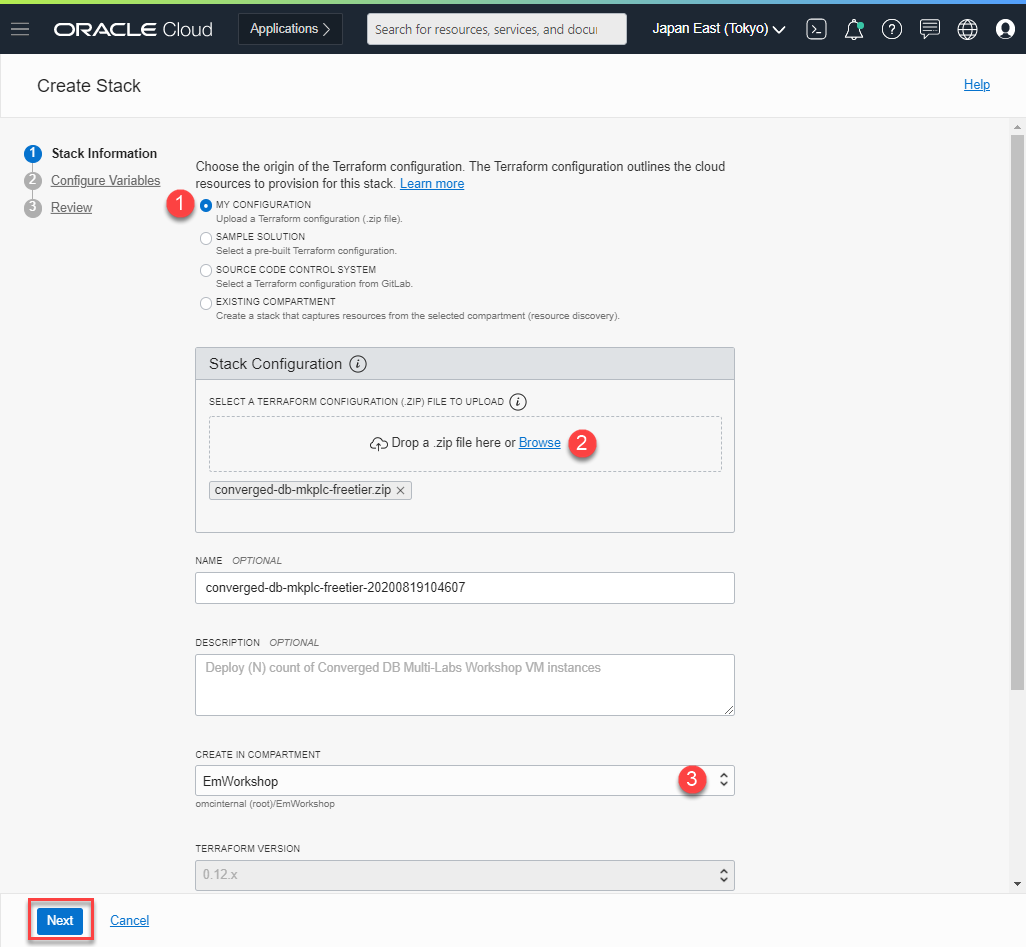 ORACLE Cloud
Applications
Search for resources, services, and docu
Japan East (Tokyo)
Create Stack
Help
1 Stack Information
2 Configure Variables
3 Review
Choose the origin of the Terraform configuration. The Terraform configuration outlines the cloud
resources to provision for this stack. Learn more
1
MY CONFIGURATION
Upload a Terraform configuration (.zip file).
SAMPLE SOLUTION
Select a pre-built Terraform configuration.
SOURCE CODE CONTROL SYSTEM
Select a Terraform configuration from GitLab.
EXISTING COMPARTMENT
Create a stack that captures resources from the selected compartment (resource discovery).
Stack Configuration i
SELECT A TERRAFORM CONFIGURATION (.ZIP) FILE TO UPLOAD i
Drop a .zip file here or Browse 2
converged-db-mkplc-freetier.zip ×
NAME OPTIONAL
converged-db-mkplc-freetier-20200819104607
DESCRIPTION OPTIONAL
Deploy (N) count of Converged DB Multi-Labs Workshop VM instances
CREATE IN COMPARTMENT
EmWorkshop 3
omcinternal (root)/EmWorkshop
TERRAFORM VERSION
0.12.x
Next Cancel